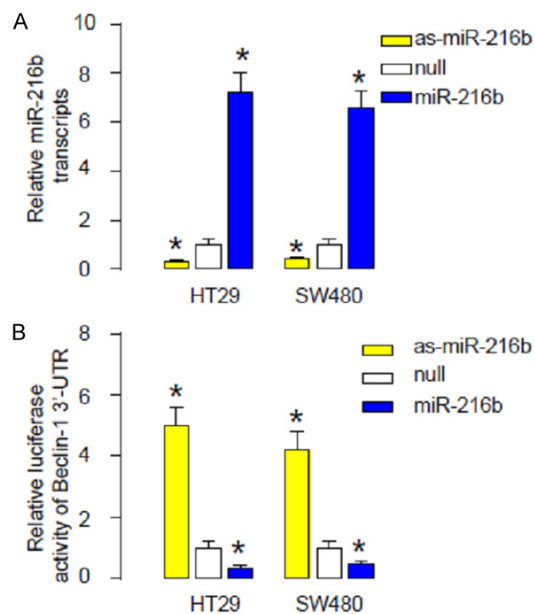 A
Relative miR-216b
transcripts
10
8
6
4
2
0
* * * *
as-miR-216b
null
miR-216b
HT29 SW480
B
Relative luciferase
activity of Beclin-1 3'-UTR
8
6
4
2
0
* * * *
as-miR-216b
null
miR-216b
HT29 SW480